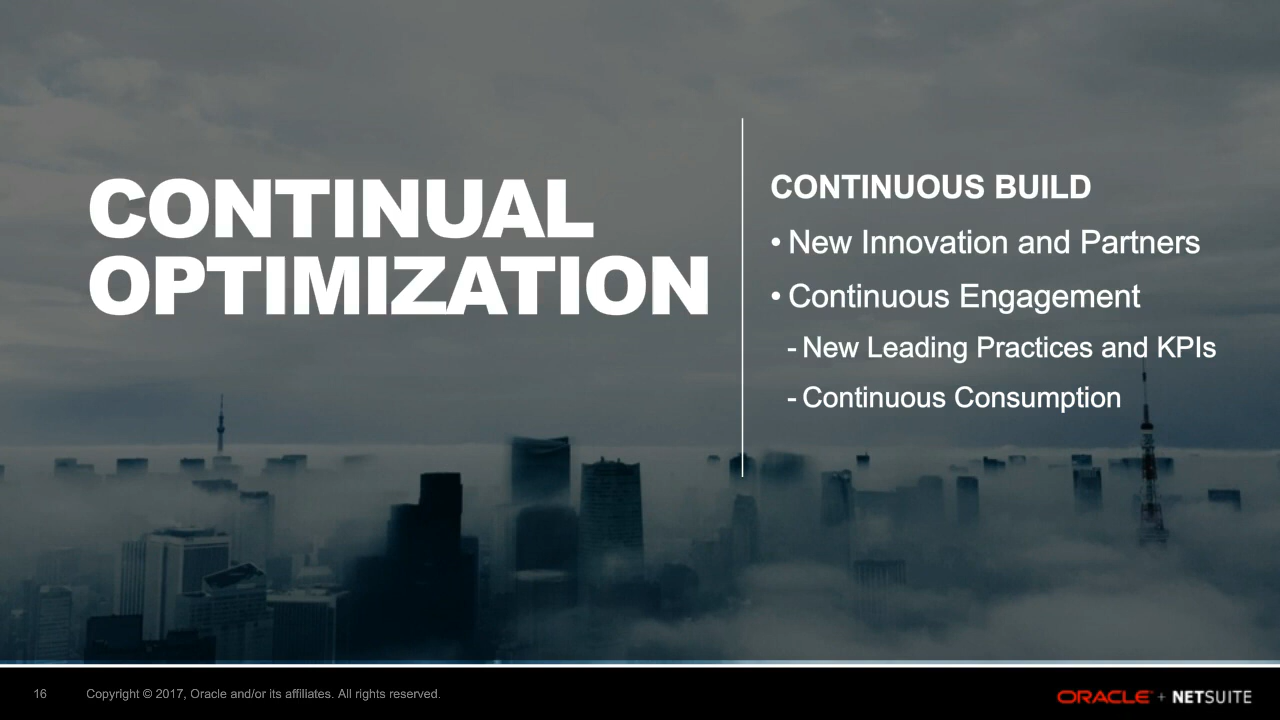 CONTINUAL
OPTIMIZATION
CONTINUOUS BUILD
• New Innovation and Partners
• Continuous Engagement
- New Leading Practices and KPIs
- Continuous Consumption
16 Copyright © 2017, Oracle and/or its affiliates. All rights reserved.
ORACLE + NETSUITE